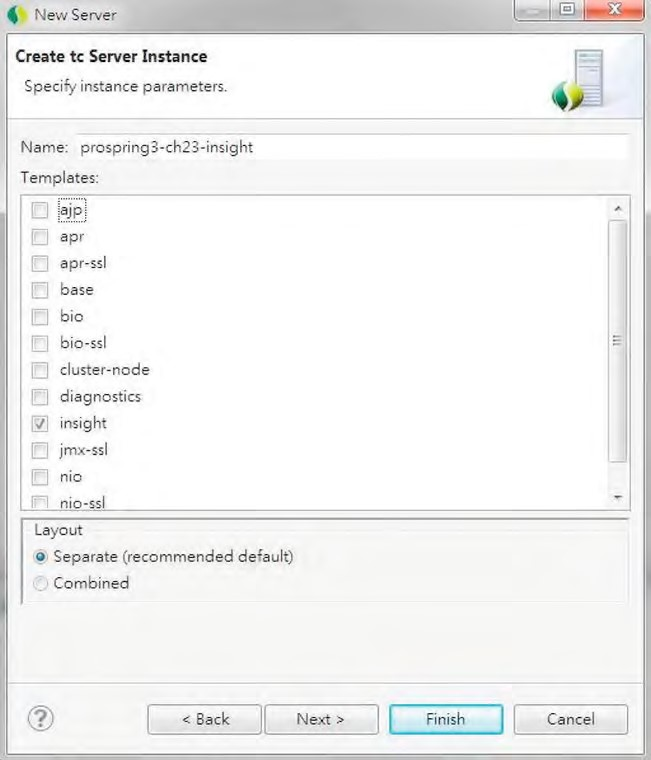 New Server
Create tc Server Instance
Specify instance parameters.
Name: prospring3-ch23-insight
Templates:
ajp
apr
apr-ssl
base
bio
bio-ssl
cluster-node
diagnostics
insight
jmx-ssl
nio
nio-ssl
Layout
Separate (recommended default)
Combined
? < Back Next > Finish Cancel